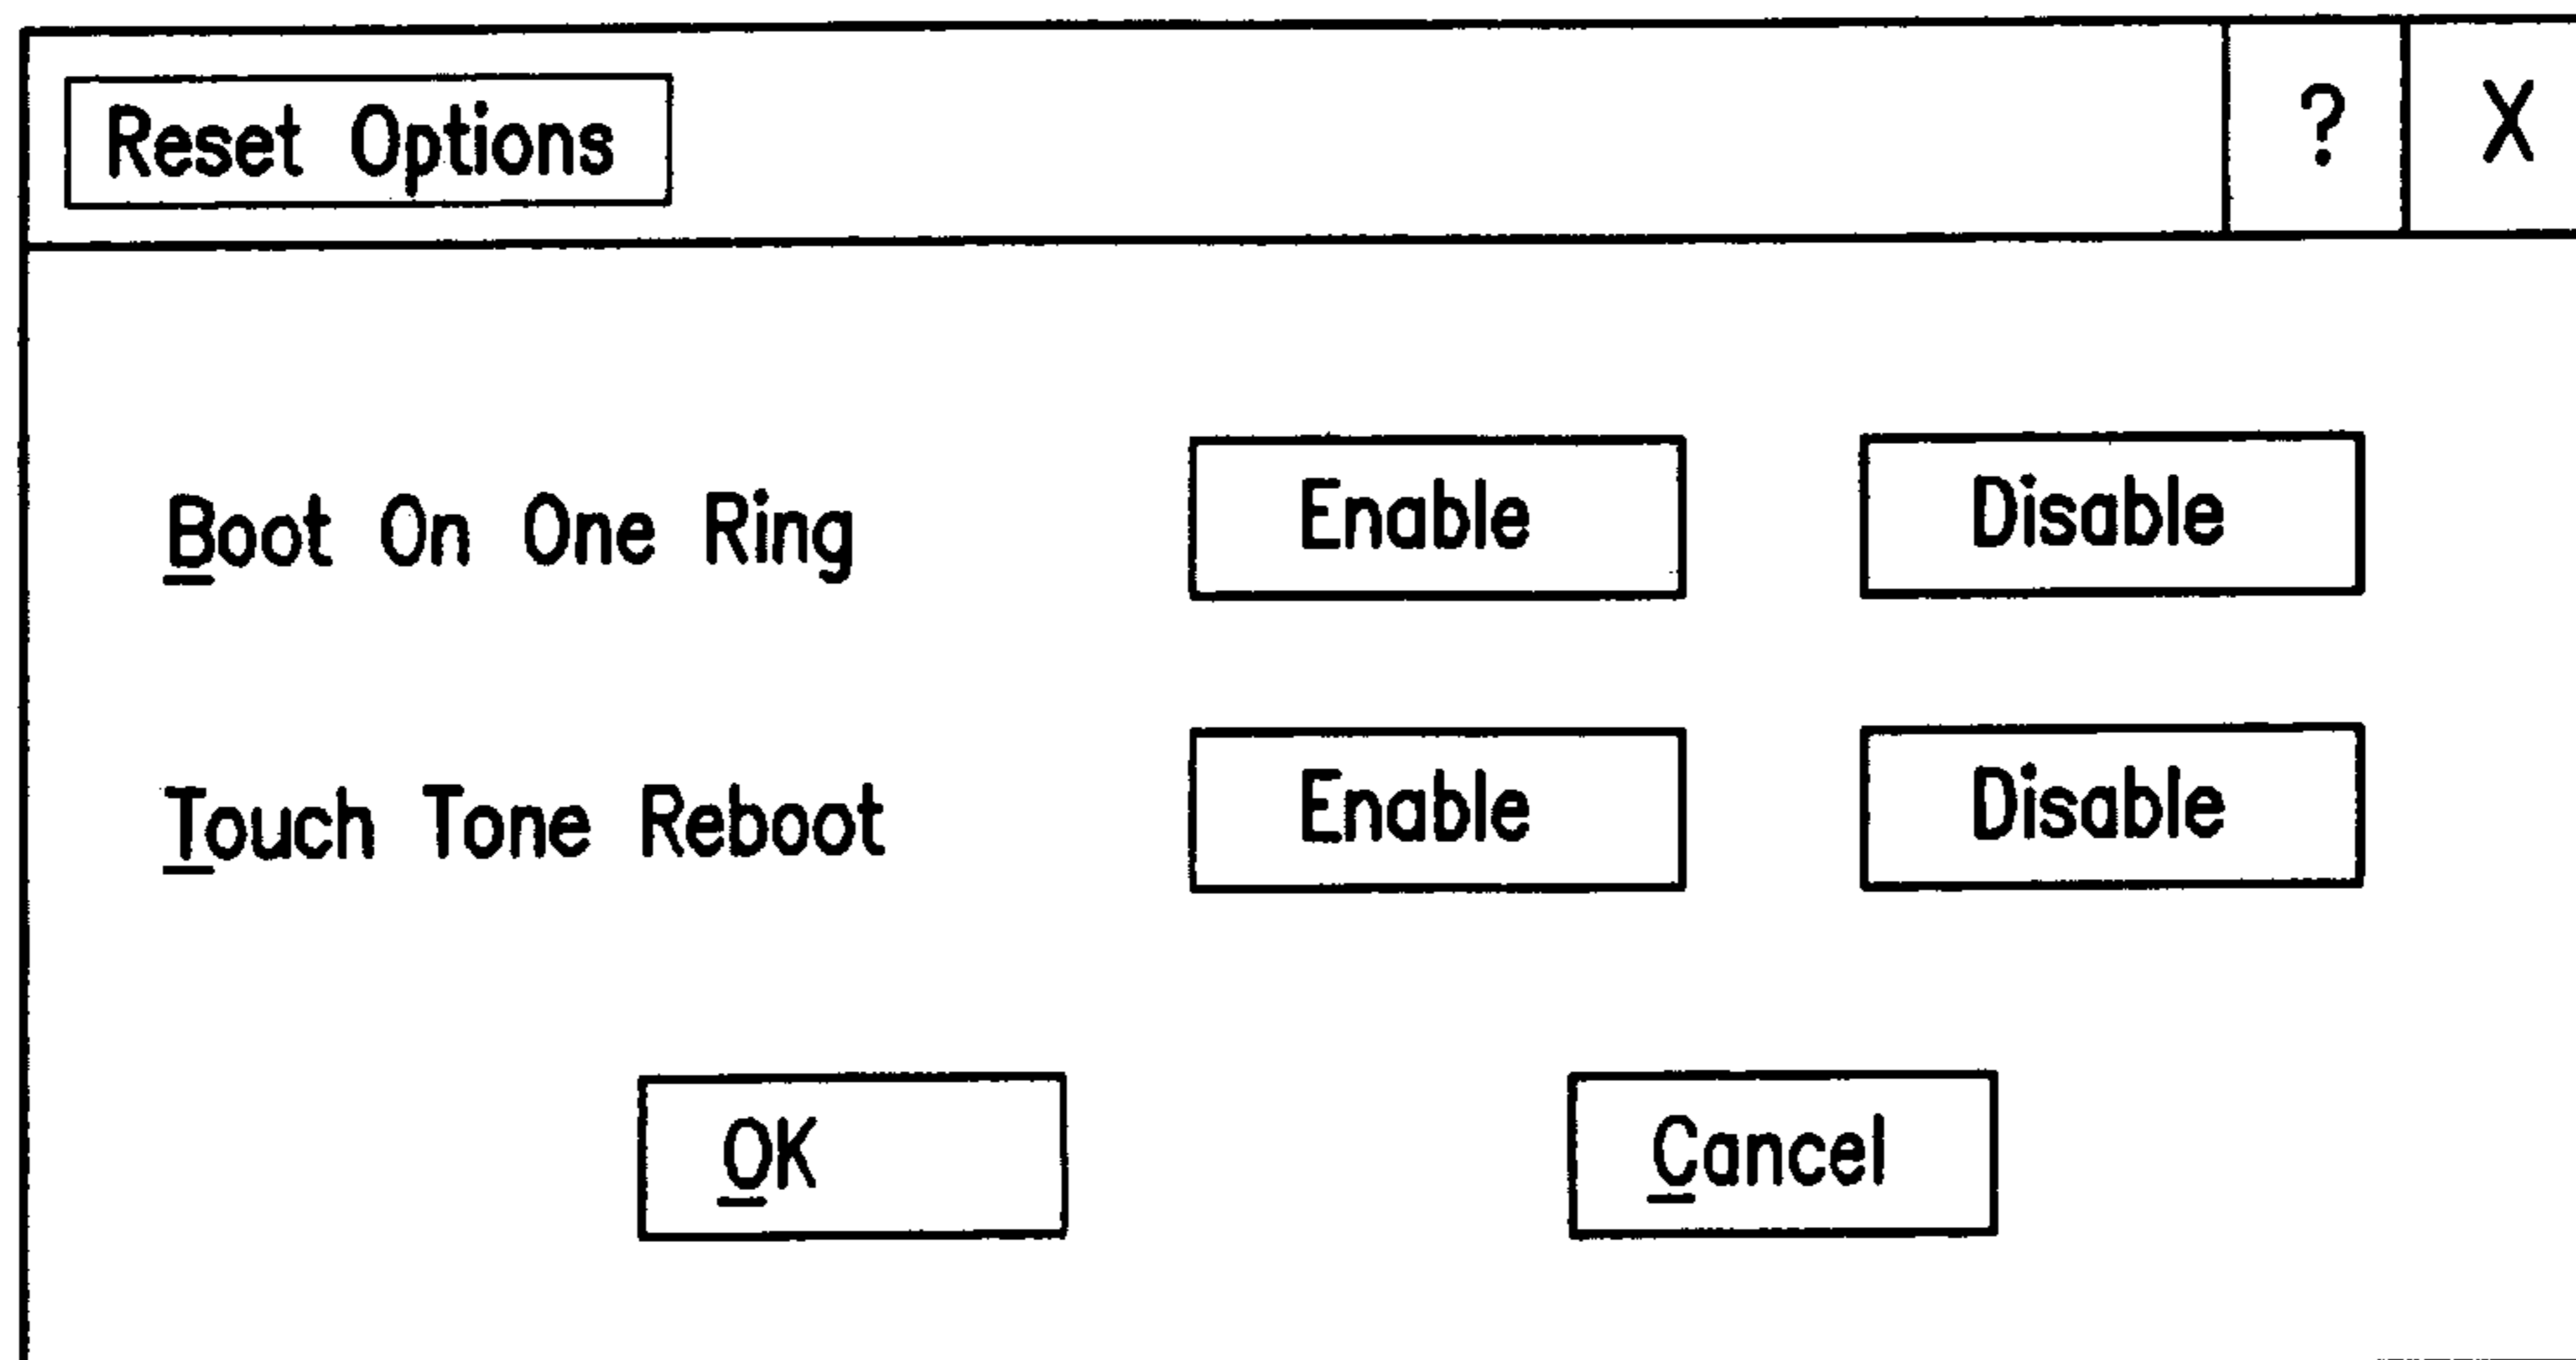 Reset Options ? X
Boot On One Ring Enable Disable
Touch Tone Reboot Enable Disable
OK Cancel